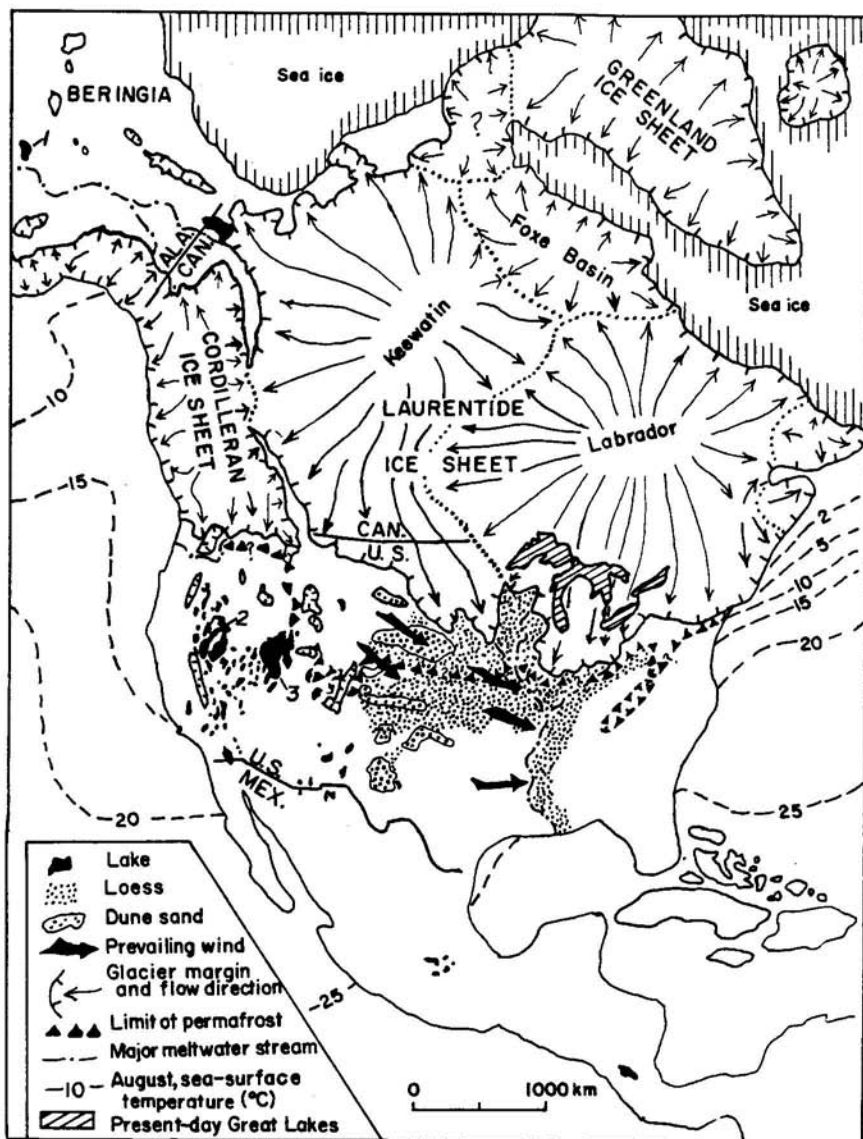 Sea ice
BERINGIA
GREENLAND
ICE SHEET
?
ALA.
CAN.
Foxe Basin
Sea ice
Keewatin
CORDILLERAN
ICE SHEET
10
LAURENTIDE
Labrador
ICE SHEET
15
CAN.
U. S.
2
5
10
15
20
2
3
U.S.
MEX.
20
25
25
Lake
Loess
Dune sand
Prevailing wind
Glacier margin
and flow direction
Limit of permafrost
Major meltwater stream
10 August, sea-surface
temperature (°C)
Present-day Great Lakes
0 1000 km